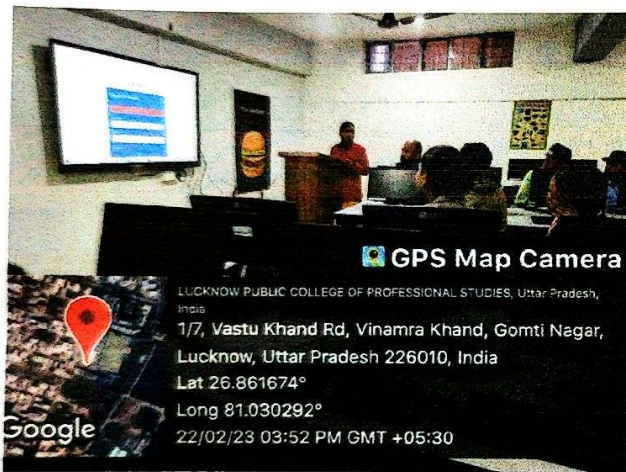 GPS Map Camera
LUCKNOW PUBLIC COLLEGE OF PROFESSIONAL STUDIES, Uttar Pradesh,
India
1/7, Vastu Khand Rd, Vinamra Khand, Gomti Nagar,
Lucknow, Uttar Pradesh 226010, India
Lat 26.861674°
Long 81.030292°
22/02/23 03:52 PM GMT +05:30
Google